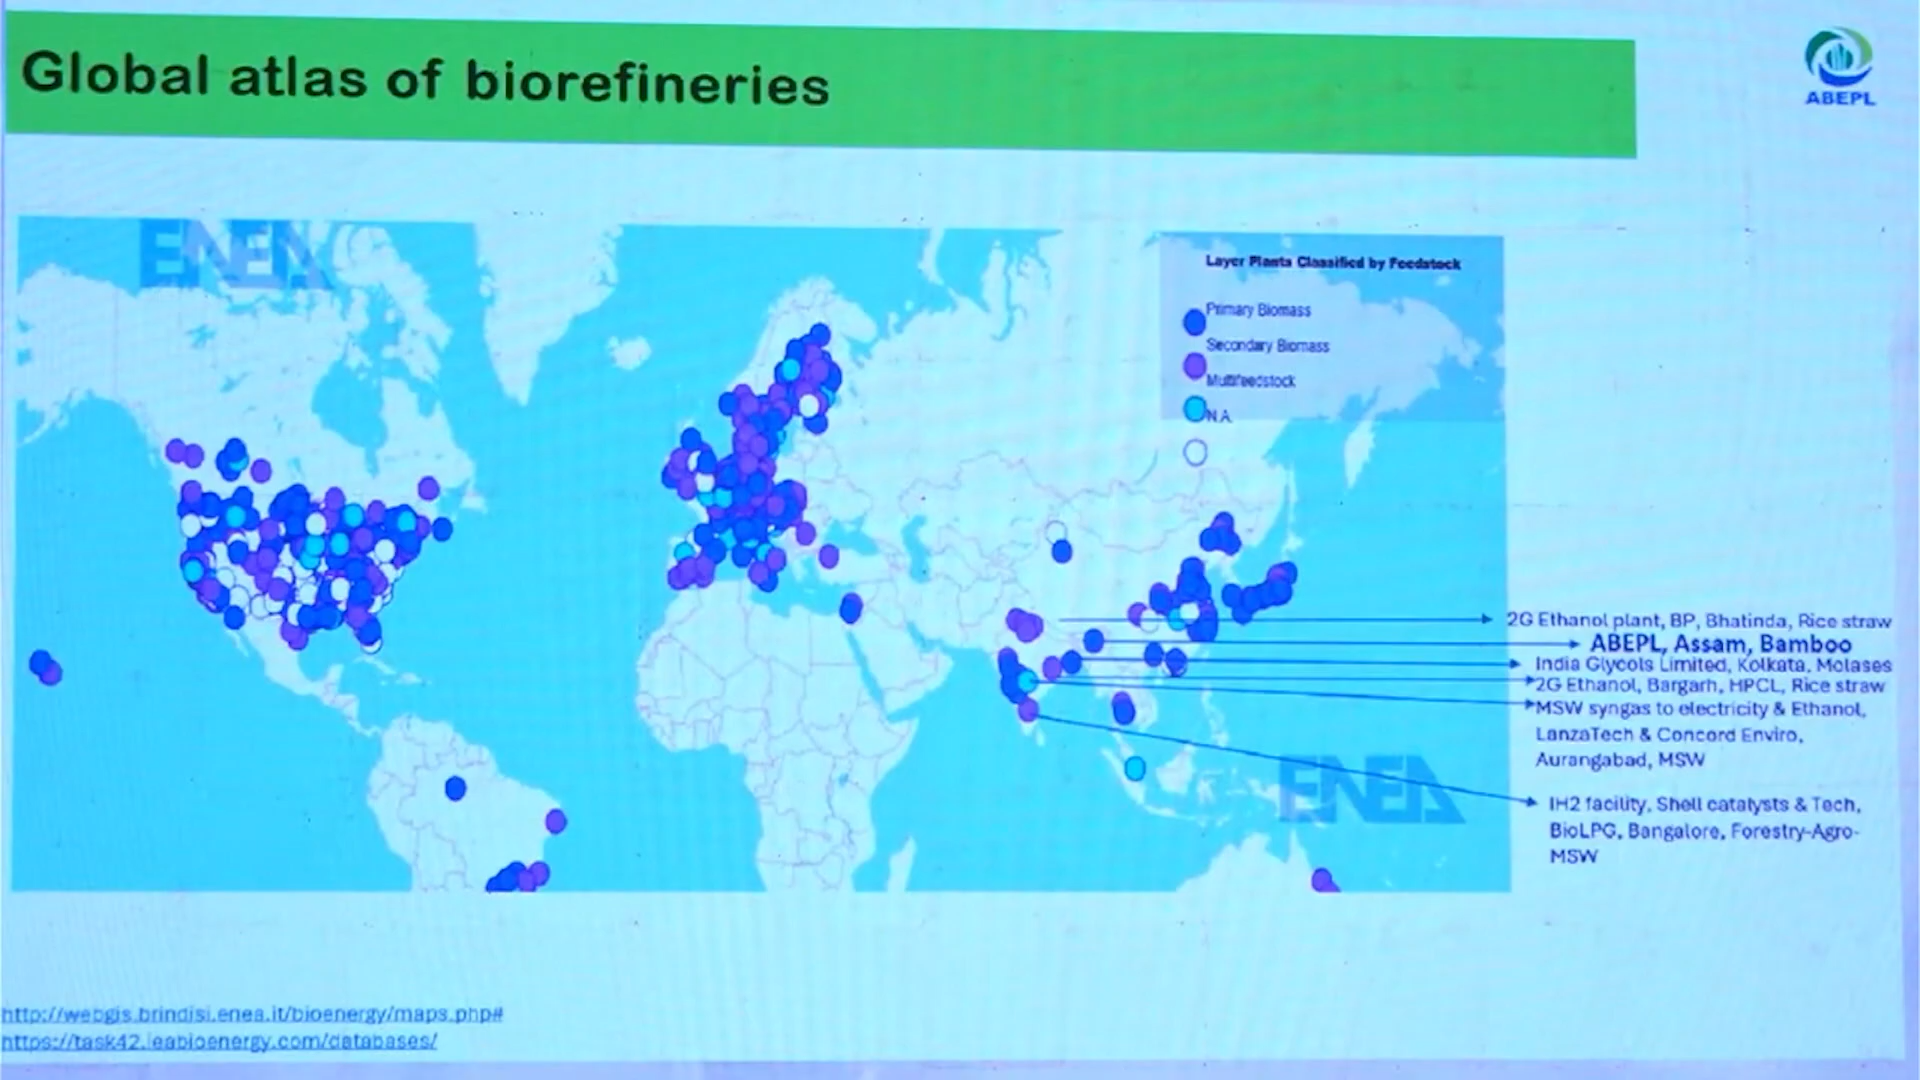 Global atlas of biorefineries
ABEPL
ENEA
Layer Plants Classified by Feedstock
Primary Biomass
Secondary Biomass
Multifeedstock
N.A.
2G Ethanol plant, BP, Bhatinda, Rice straw
ABEPL, Assam, Bamboo
India Glycols Limited, Kolkata, Molases
2G Ethanol, Bargarh, HPCL, Rice straw
MSW syngas to electricity & Ethanol,
LanzaTech & Concord Enviro,
Aurangabad, MSW
ENEA
IH2 facility, Shell catalysts & Tech,
BioLPG, Bangalore, Forestry-Agro-
MSW
http://webgis.brindisi.enea.it/bioenergy/maps.php#
https://task42.ieabioenergy.com/databases/